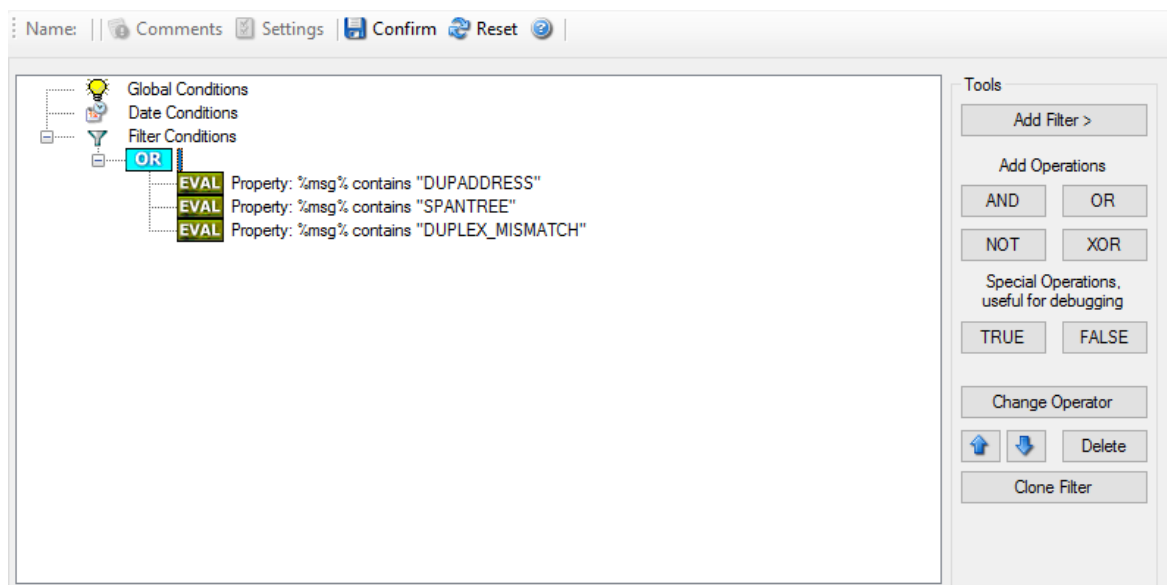 Name: Comments Settings Confirm Reset
Global Conditions
Date Conditions
Filter Conditions
OR
EVAL Property: %msg% contains "DUPADDRESS"
EVAL Property: %msg% contains "SPANTREE"
EVAL Property: %msg% contains "DUPLEX_MISMATCH"
Tools
Add Filter >
Add Operations
AND OR
NOT XOR
Special Operations,
useful for debugging
TRUE FALSE
Change Operator
Delete
Clone Filter